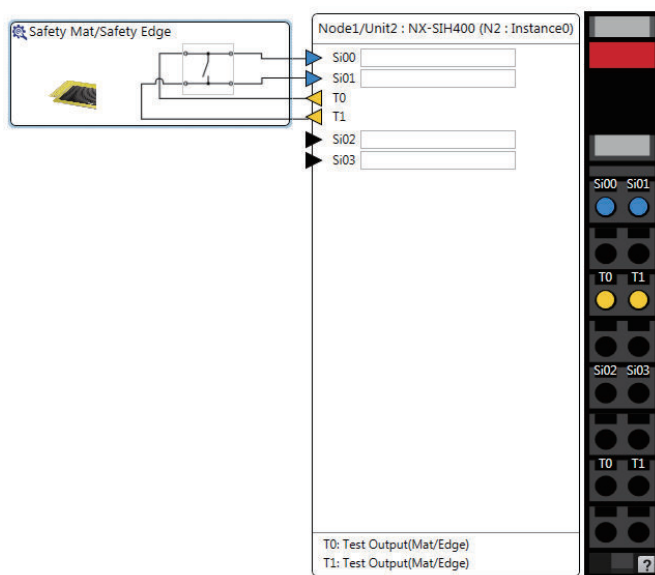 Safety Mat/Safety Edge
Node1/Unit2 : NX-SIH400 (N2 : Instance0)
Si00
Si01
T0
T1
Si02
Si03
T0: Test Output(Mat/Edge)
T1: Test Output(Mat/Edge)
Si00 Si01
T0 T1
Si02 Si03
T0 T1
?